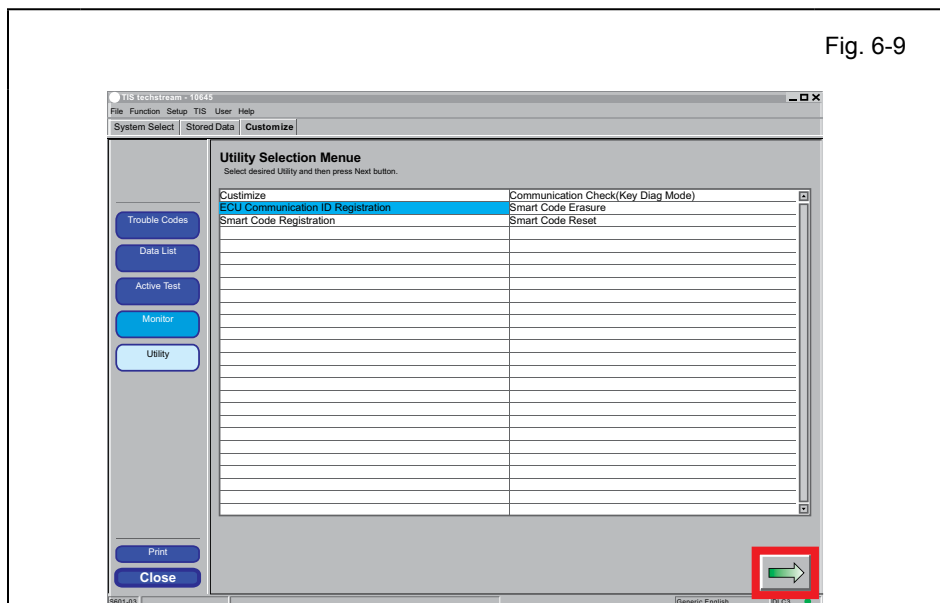 Fig. 6-9
TIS techstream - 10645
File Function Setup TIS User Help
System Select Stored Data Customize
Utility Selection Menue
Select desired Utility and then press Next button.
Custimize Communication Check(Key Diag Mode)
ECU Communication ID Registration Smart Code Erasure
Smart Code Registration Smart Code Reset
Trouble Codes
Data List
Active Test
Monitor
Utility
Print
Close
S601-03 Generic English DLC3